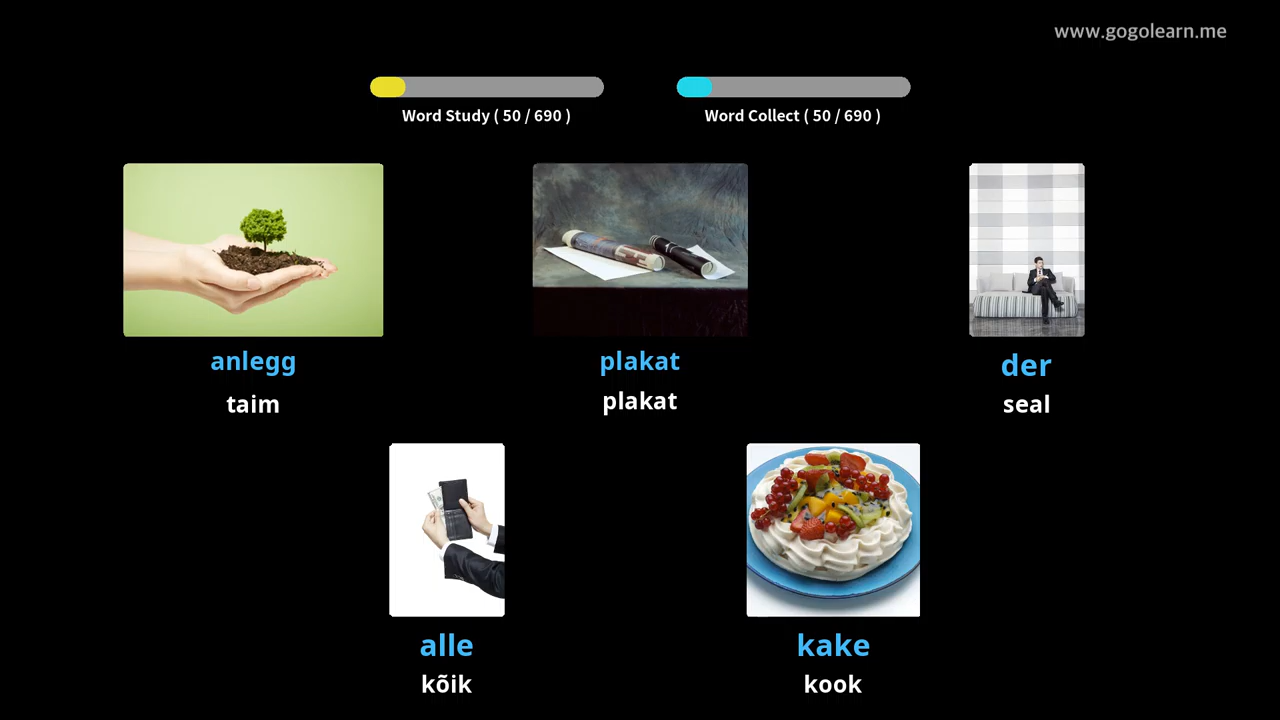 www.gogolearn.me
Word Study ( 50 / 690 )
Word Collect ( 50 / 690 )
anlegg
taim
plakat
plakat
der
seal
alle
kõik
kake
kook